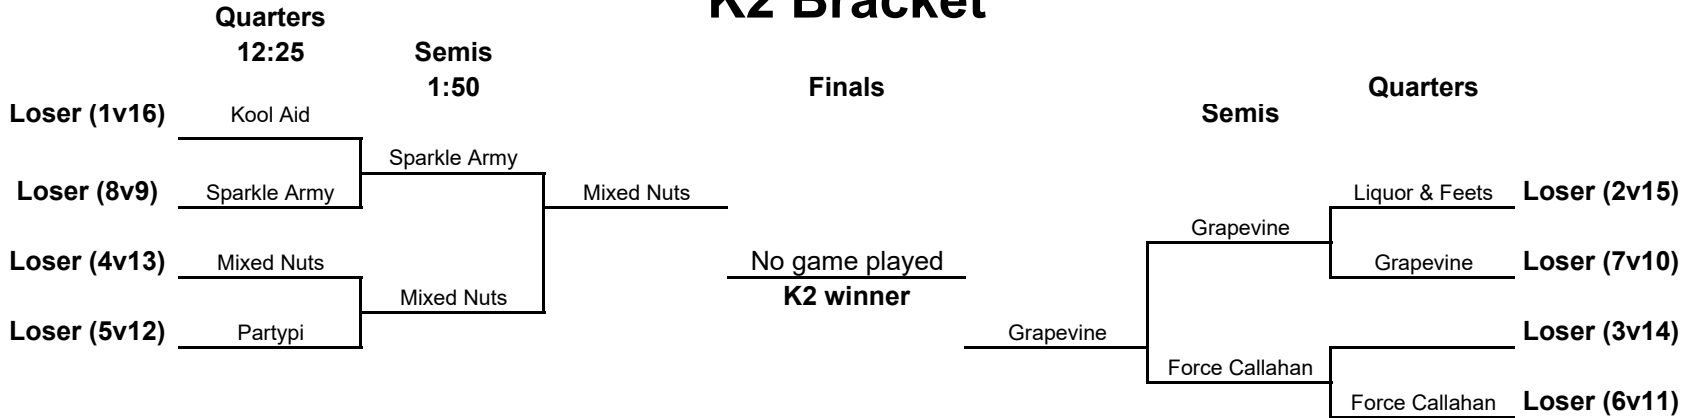 K2 Bracket
Quarters
12:25
Semis
1:50
Finals
Quarters
Semis
Loser (1v16) Kool Aid
Sparkle Army
Loser (8v9) Sparkle Army Mixed Nuts Liquor & Feets Loser (2v15)
Grapevine
Loser (4v13) Mixed Nuts No game played Grapevine Loser (7v10)
Mixed Nuts K2 winner
Loser (5v12) Partypi Grapevine Loser (3v14)
Force Callahan
Force Callahan Loser (6v11)